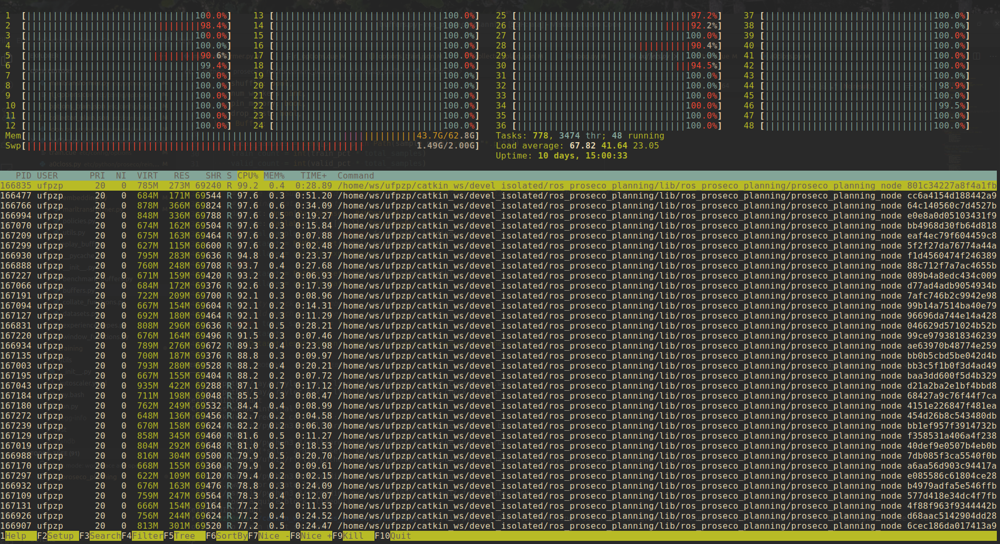 1 [100.0%] 13 [100.0%] 25 [97.2%] 37 [100.0%]
2 [98.4%] 14 [100.0%] 26 [92.2%] 38 [100.0%]
3 [100.0%] 15 [100.0%] 27 [100.0%] 39 [100.0%]
4 [100.0%] 16 [100.0%] 28 [90.4%] 40 [100.0%]
5 [90.6%] 17 [100.0%] 29 [100.0%] 41 [100.0%]
6 [99.4%] 18 [100.0%] 30 [94.5%] 42 [100.0%]
7 [100.0%] 19 [100.0%] 31 [100.0%] 43 [100.0%]
8 [100.0%] 20 [100.0%] 32 [100.0%] 44 [98.9%]
9 [100.0%] 21 [100.0%] 33 [100.0%] 45 [100.0%]
10 [100.0%] 22 [100.0%] 34 [100.0%] 46 [99.5%]
11 [100.0%] 23 [100.0%] 35 [100.0%] 47 [100.0%]
12 [100.0%] 24 [100.0%] 36 [100.0%] 48 [100.0%]
Mem[43.7G/62.8G] Tasks: 778, 3474 thr; 48 running
Swp[1.49G/2.00G] Load average: 67.82 41.64 23.05
Uptime: 10 days, 15:00:33
PID USER PRI NI VIRT RES SHR S CPU% MEM% TIME+ Command
166835 ufpzp 20 0 785M 273M 69240 R 99.2 0.4 0:28.89 /home/ws/ufpzp/catkin_ws/devel_isolated/ros_proseco_planning/lib/ros_proseco_planning/proseco_planning_node 801c34227a8f4a1fb
166477 ufpzp 20 0 684M 171M 69544 R 97.6 0.3 0:51.20 /home/ws/ufpzp/catkin_ws/devel_isolated/ros_proseco_planning/lib/ros_proseco_planning/proseco_planning_node cc6a4154d188442a9
166766 ufpzp 20 0 878M 366M 69824 R 97.6 0.6 0:34.09 /home/ws/ufpzp/catkin_ws/devel_isolated/ros_proseco_planning/lib/ros_proseco_planning/proseco_planning_node 64c140560c7d4527b
166994 ufpzp 20 0 848M 336M 69788 R 97.6 0.5 0:19.27 /home/ws/ufpzp/catkin_ws/devel_isolated/ros_proseco_planning/lib/ros_proseco_planning/proseco_planning_node e0e8a0d05103431f9
167070 ufpzp 20 0 674M 162M 69504 R 97.6 0.3 0:15.84 /home/ws/ufpzp/catkin_ws/devel_isolated/ros_proseco_planning/lib/ros_proseco_planning/proseco_planning_node bb4968d30fb64d818
167209 ufpzp 20 0 675M 163M 69464 R 97.6 0.3 0:07.88 /home/ws/ufpzp/catkin_ws/devel_isolated/ros_proseco_planning/lib/ros_proseco_planning/proseco_planning_node eaf4ec79f604459c8
167299 ufpzp 20 0 627M 115M 60600 R 97.6 0.2 0:02.48 /home/ws/ufpzp/catkin_ws/devel_isolated/ros_proseco_planning/lib/ros_proseco_planning/proseco_planning_node 5f2f27da76774a44a
166930 ufpzp 20 0 795M 283M 69636 R 94.8 0.4 0:23.37 /home/ws/ufpzp/catkin_ws/devel_isolated/ros_proseco_planning/lib/ros_proseco_planning/proseco_planning_node f1d4560474f246389
166888 ufpzp 20 0 760M 248M 69708 R 93.7 0.4 0:27.68 /home/ws/ufpzp/catkin_ws/devel_isolated/ros_proseco_planning/lib/ros_proseco_planning/proseco_planning_node 88c712f7a7ac4655b
167227 ufpzp 20 0 671M 159M 69420 R 93.2 0.2 0:06.93 /home/ws/ufpzp/catkin_ws/devel_isolated/ros_proseco_planning/lib/ros_proseco_planning/proseco_planning_node 089b4a8edc434c009
167066 ufpzp 20 0 684M 172M 69376 R 92.6 0.3 0:17.39 /home/ws/ufpzp/catkin_ws/devel_isolated/ros_proseco_planning/lib/ros_proseco_planning/proseco_planning_node d77ad4adb9054934b
167191 ufpzp 20 0 722M 209M 69700 R 92.1 0.3 0:08.96 /home/ws/ufpzp/catkin_ws/devel_isolated/ros_proseco_planning/lib/ros_proseco_planning/proseco_planning_node 7afc746b2c9942e98
167094 ufpzp 20 0 667M 154M 69604 R 92.1 0.2 0:14.31 /home/ws/ufpzp/catkin_ws/devel_isolated/ros_proseco_planning/lib/ros_proseco_planning/proseco_planning_node 99b14a7514ba40e79
167127 ufpzp 20 0 692M 180M 69464 R 92.1 0.3 0:11.29 /home/ws/ufpzp/catkin_ws/devel_isolated/ros_proseco_planning/lib/ros_proseco_planning/proseco_planning_node 96696da744e14a428
166831 ufpzp 20 0 808M 296M 69636 R 92.1 0.5 0:28.21 /home/ws/ufpzp/catkin_ws/devel_isolated/ros_proseco_planning/lib/ros_proseco_planning/proseco_planning_node 046629d571024b52b
167220 ufpzp 20 0 676M 164M 69496 R 91.5 0.3 0:07.46 /home/ws/ufpzp/catkin_ws/devel_isolated/ros_proseco_planning/lib/ros_proseco_planning/proseco_planning_node 99ce9793818346239
166934 ufpzp 20 0 789M 276M 69672 R 89.3 0.4 0:23.98 /home/ws/ufpzp/catkin_ws/devel_isolated/ros_proseco_planning/lib/ros_proseco_planning/proseco_planning_node ae63970b48774e259
167135 ufpzp 20 0 700M 187M 69376 R 88.8 0.3 0:09.97 /home/ws/ufpzp/catkin_ws/devel_isolated/ros_proseco_planning/lib/ros_proseco_planning/proseco_planning_node bb0b5cbd5be042d4b
167003 ufpzp 20 0 793M 280M 69528 R 88.2 0.4 0:20.21 /home/ws/ufpzp/catkin_ws/devel_isolated/ros_proseco_planning/lib/ros_proseco_planning/proseco_planning_node bb3c5f1b0f3d4ad49
167195 ufpzp 20 0 667M 155M 69404 R 88.2 0.2 0:07.72 /home/ws/ufpzp/catkin_ws/devel_isolated/ros_proseco_planning/lib/ros_proseco_planning/proseco_planning_node baa3dd600f5d4b329
167043 ufpzp 20 0 935M 422M 69288 R 87.1 0.7 0:17.12 /home/ws/ufpzp/catkin_ws/devel_isolated/ros_proseco_planning/lib/ros_proseco_planning/proseco_planning_node d21a2ba2e1bf4bbd8
167184 ufpzp 20 0 711M 198M 69048 R 85.5 0.3 0:08.47 /home/ws/ufpzp/catkin_ws/devel_isolated/ros_proseco_planning/lib/ros_proseco_planning/proseco_planning_node 68427a9c76f44f7ca
167180 ufpzp 20 0 762M 249M 69532 R 84.4 0.4 0:08.99 /home/ws/ufpzp/catkin_ws/devel_isolated/ros_proseco_planning/lib/ros_proseco_planning/proseco_planning_node 4151e226847f481ea
167272 ufpzp 20 0 648M 136M 69456 R 82.7 0.2 0:04.58 /home/ws/ufpzp/catkin_ws/devel_isolated/ros_proseco_planning/lib/ros_proseco_planning/proseco_planning_node 454d26b8c543480db
167239 ufpzp 20 0 670M 158M 69624 R 82.2 0.2 0:06.30 /home/ws/ufpzp/catkin_ws/devel_isolated/ros_proseco_planning/lib/ros_proseco_planning/proseco_planning_node bb1ef957f3914732b
167129 ufpzp 20 0 858M 345M 69460 R 81.6 0.5 0:11.27 /home/ws/ufpzp/catkin_ws/devel_isolated/ros_proseco_planning/lib/ros_proseco_planning/proseco_planning_node f358531a406a4f238
167019 ufpzp 20 0 804M 292M 69648 R 81.0 0.5 0:18.53 /home/ws/ufpzp/catkin_ws/devel_isolated/ros_proseco_planning/lib/ros_proseco_planning/proseco_planning_node 40def9e0507b4eb0b
166988 ufpzp 20 0 816M 304M 69500 R 79.9 0.5 0:20.70 /home/ws/ufpzp/catkin_ws/devel_isolated/ros_proseco_planning/lib/ros_proseco_planning/proseco_planning_node 7db085f3ca5540f0b
167170 ufpzp 20 0 668M 155M 69360 R 79.9 0.2 0:09.61 /home/ws/ufpzp/catkin_ws/devel_isolated/ros_proseco_planning/lib/ros_proseco_planning/proseco_planning_node a6aa56d903c94417a
167297 ufpzp 20 0 622M 109M 60120 R 79.4 0.2 0:02.15 /home/ws/ufpzp/catkin_ws/devel_isolated/ros_proseco_planning/lib/ros_proseco_planning/proseco_planning_node e085586c61804ce28
166932 ufpzp 20 0 676M 163M 69476 R 78.8 0.3 0:24.09 /home/ws/ufpzp/catkin_ws/devel_isolated/ros_proseco_planning/lib/ros_proseco_planning/proseco_planning_node b4979adfa5e546ffb
167109 ufpzp 20 0 759M 247M 69564 R 78.3 0.4 0:12.07 /home/ws/ufpzp/catkin_ws/devel_isolated/ros_proseco_planning/lib/ros_proseco_planning/proseco_planning_node 577d418e34dc4f7fb
167131 ufpzp 20 0 666M 154M 69164 R 77.2 0.2 0:11.53 /home/ws/ufpzp/catkin_ws/devel_isolated/ros_proseco_planning/lib/ros_proseco_planning/proseco_planning_node 4f88f963f9344442b
166926 ufpzp 20 0 756M 244M 69624 R 77.2 0.4 0:24.52 /home/ws/ufpzp/catkin_ws/devel_isolated/ros_proseco_planning/lib/ros_proseco_planning/proseco_planning_node d68aac5142904dd28
166907 ufpzp 20 0 813M 301M 69520 R 77.2 0.5 0:24.47 /home/ws/ufpzp/catkin_ws/devel_isolated/ros_proseco_planning/lib/ros_proseco_planning/proseco_planning_node 6cec186da017413a9
1Help F2Setup F3SearchF4FilterF5Tree F6SortByF7Nice -F8Nice +F9Kill F10Quit